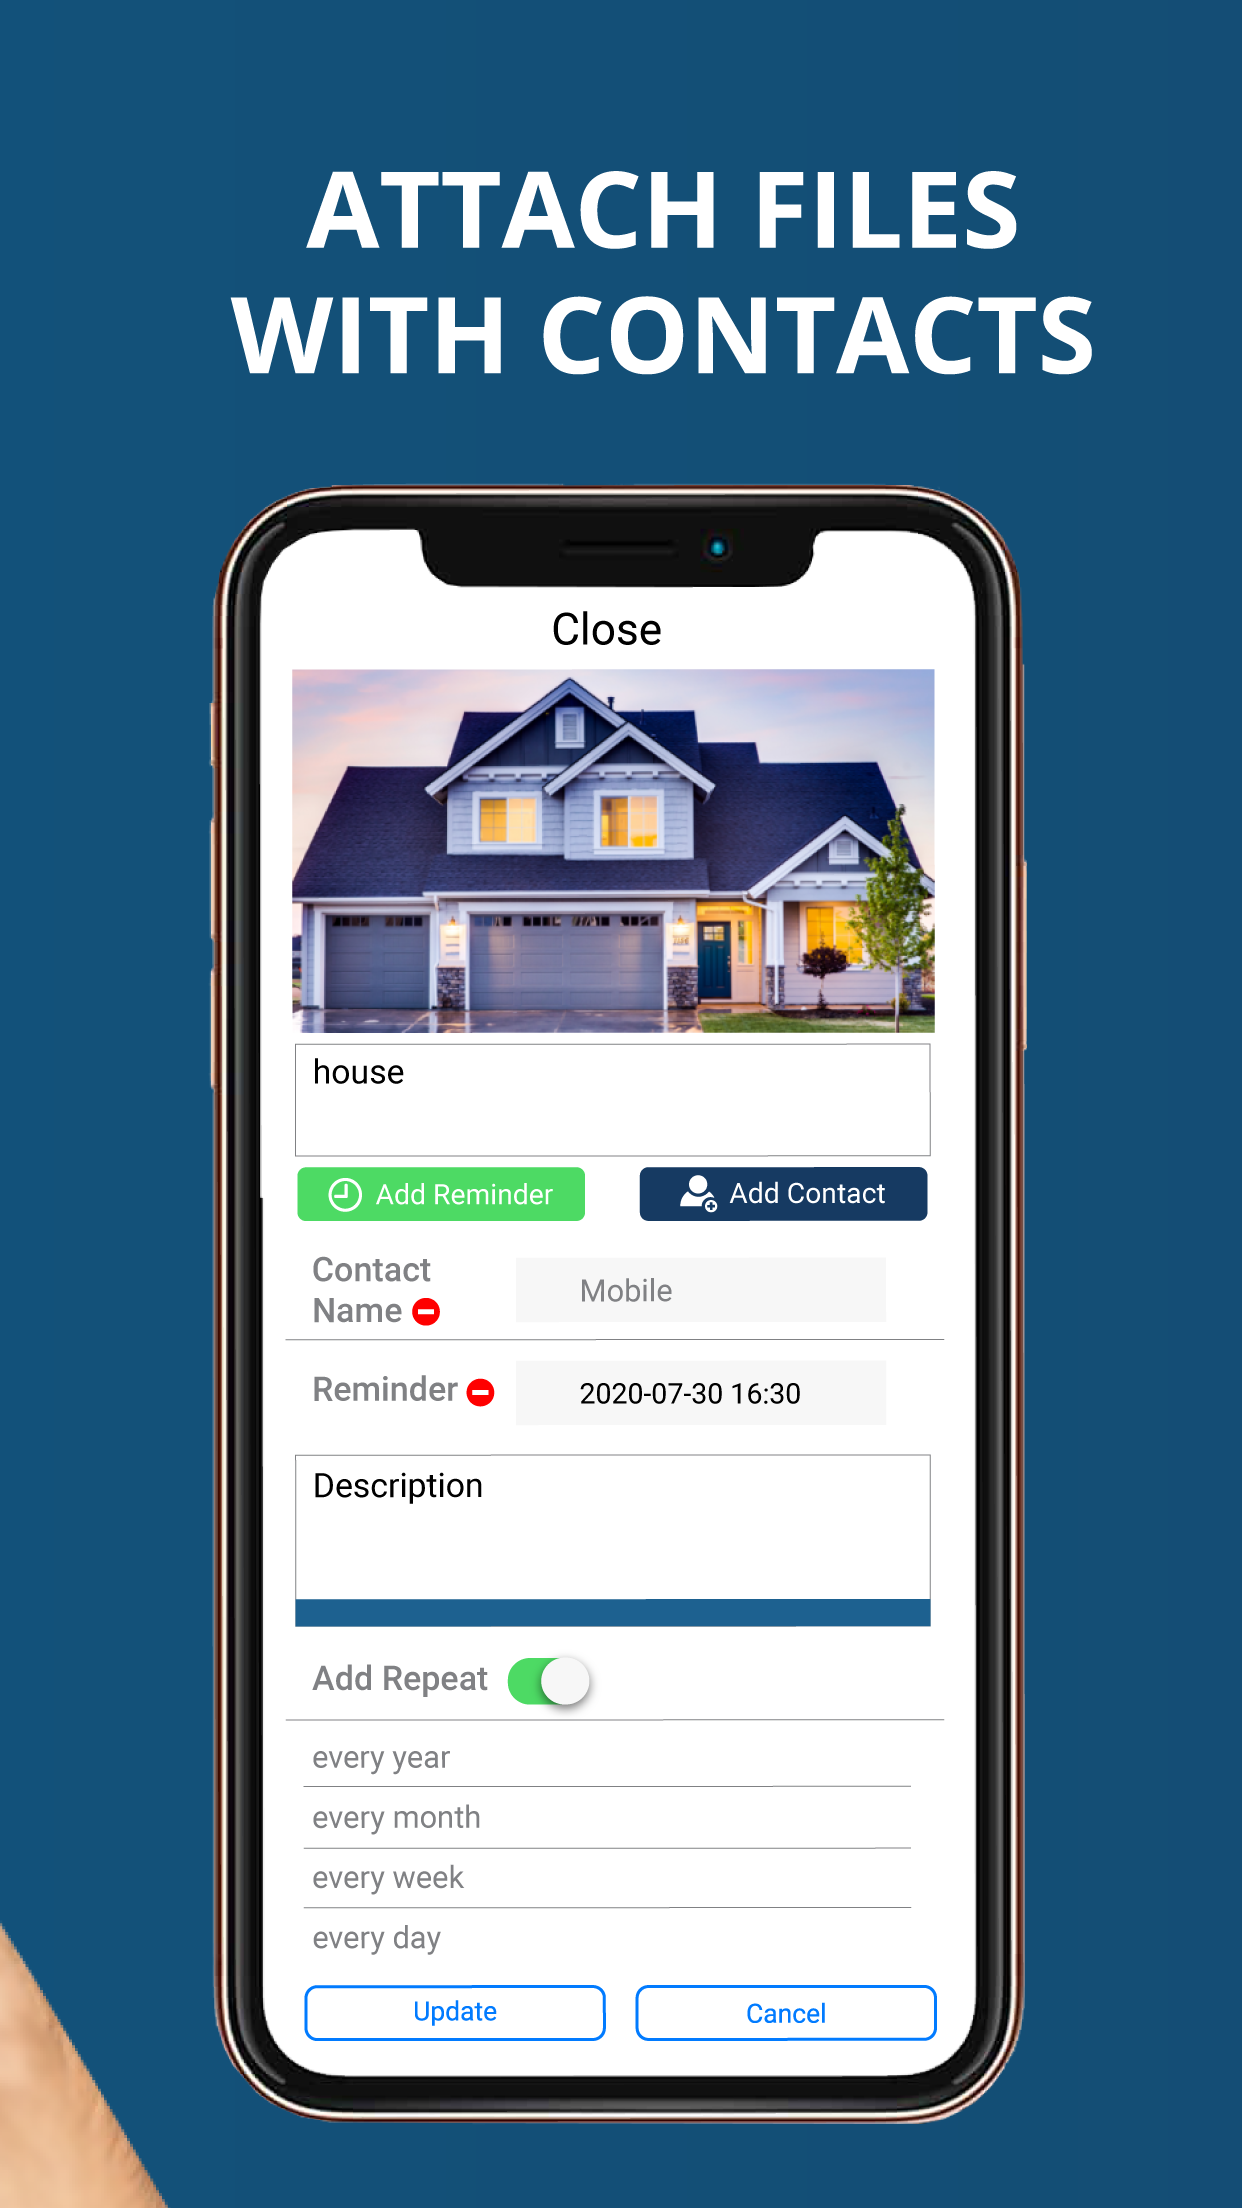 ATTACH FILES
WITH CONTACTS
Close
house
Add Reminder
Add Contact
Contact
Name
Mobile
Reminder
2020-07-30 16:30
Description
Add Repeat
every year
every month
every week
every day
Update
Cancel